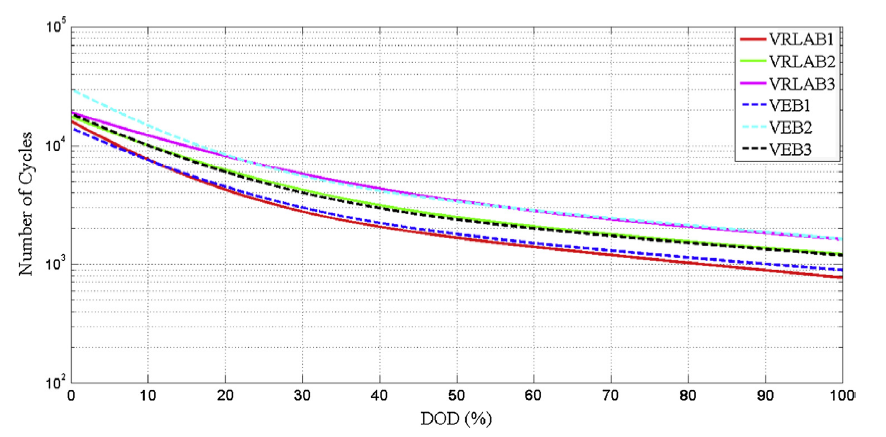 10^5
10^4
10^3
10^2
Number of Cycles
VRLAB1
VRLAB2
VRLAB3
VEB1
VEB2
VEB3
0 10 20 30 40 50 60 70 80 90 100
DOD (%)